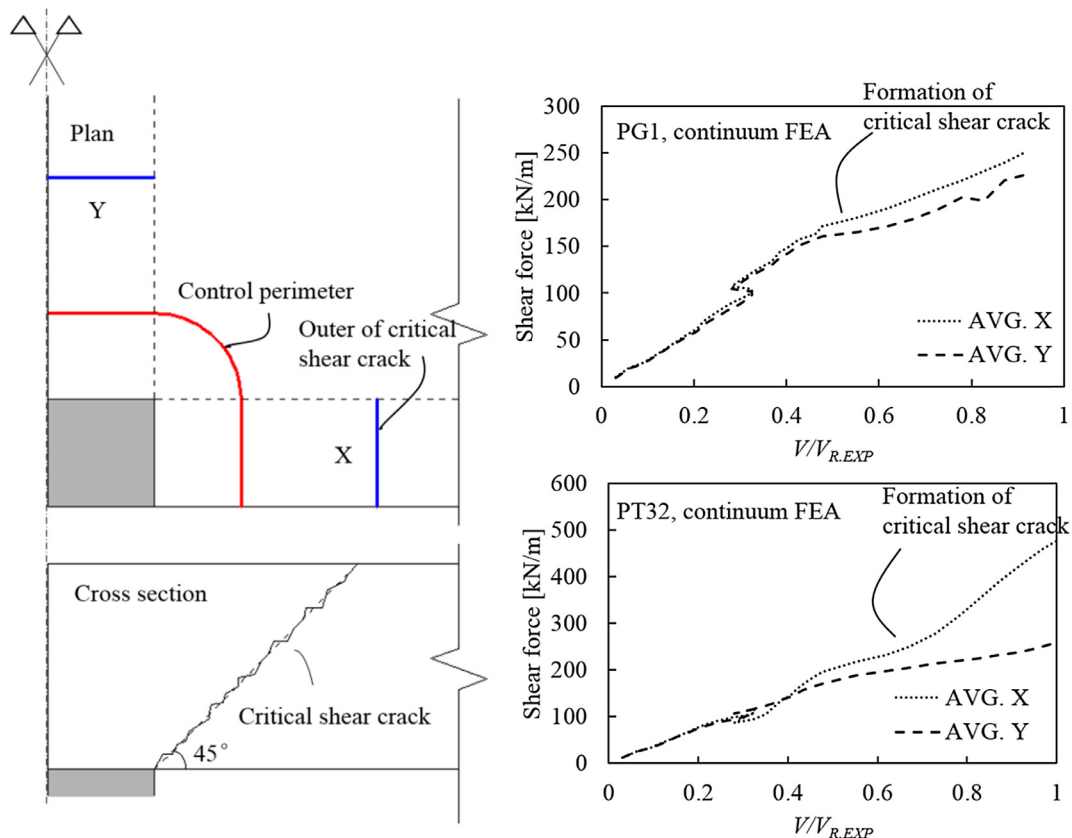 Plan
Y
Control perimeter
Outer of critical
shear crack
X
Cross section
Critical shear crack
45°
Formation of
critical shear crack
PG1, continuum FEA
Shear force [kN/m]
300
250
200
150
100
50
0
AVG. X
AVG. Y
0 0.2 0.4 0.6 0.8 1
V/V_R.EXP
PT32, continuum FEA
Formation of
critical shear crack
Shear force [kN/m]
600
500
400
300
200
100
0
AVG. X
AVG. Y
0 0.2 0.4 0.6 0.8 1
V/V_R.EXP